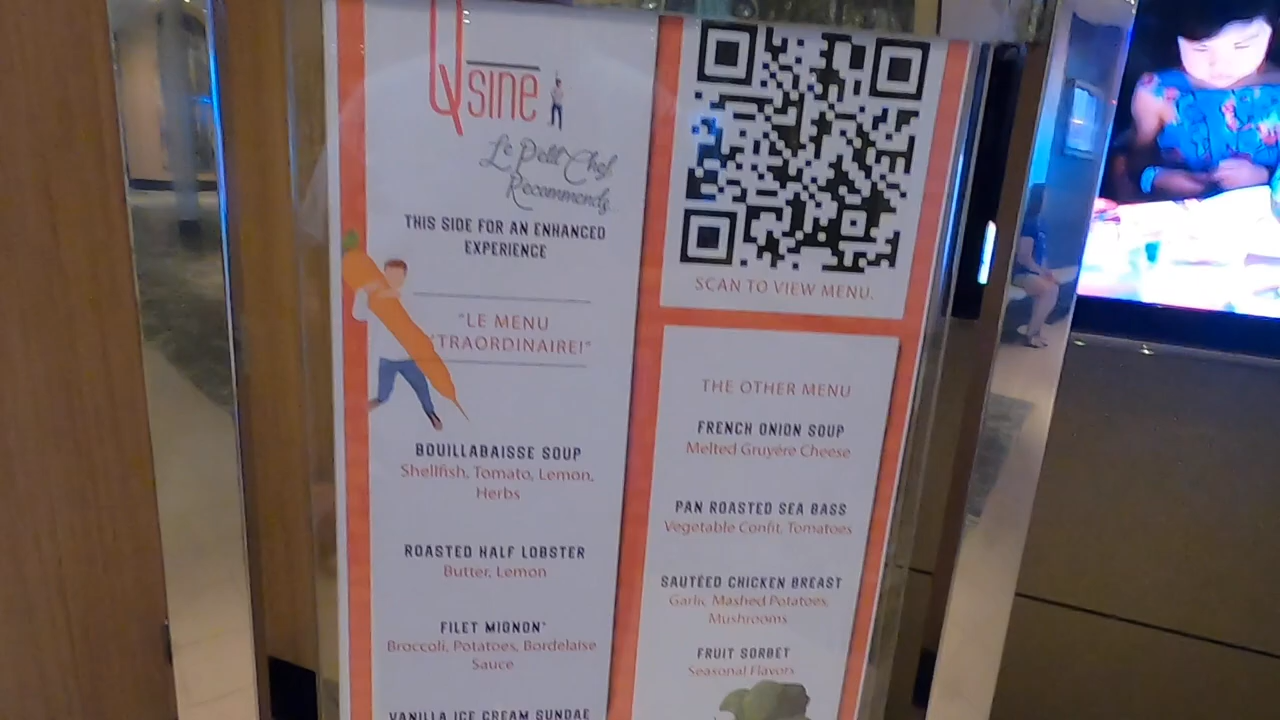 Qsine
Le Petit Chef
Recommends...
THIS SIDE FOR AN ENHANCED
EXPERIENCE
"LE MENU
XTRAORDINAIRE!"
BOUILLABAISSE SOUP
Shellfish, Tomato, Lemon,
Herbs
ROASTED HALF LOBSTER
Butter, Lemon
FILET MIGNON*
Broccoli, Potatoes, Bordelaise
Sauce
VANILLA ICE CREAM SUNDAE
SCAN TO VIEW MENU.
THE OTHER MENU
FRENCH ONION SOUP
Melted Gruyére Cheese
PAN ROASTED SEA BASS
Vegetable Confit, Tomatoes
SAUTÉED CHICKEN BREAST
Garlic, Mashed Potatoes,
Mushrooms
FRUIT SORBET
Seasonal Flavors